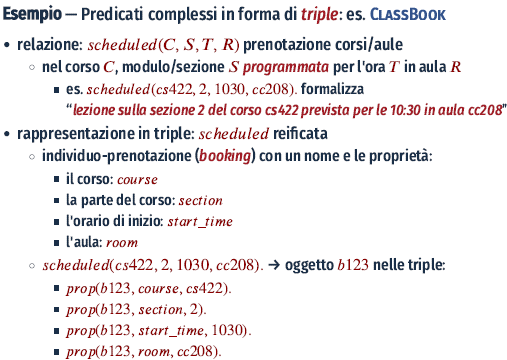 Esempio — Predicati complessi in forma di triple: es. CLASSBOOK
• relazione: scheduled(C, S, T, R) prenotazione corsi/aule
◦ nel corso C, modulo/sezione S programmata per l'ora T in aula R
▪ es. scheduled(cs422, 2, 1030, cc208). formalizza
“lezione sulla sezione 2 del corso cs422 prevista per le 10:30 in aula cc208”
• rappresentazione in triple: scheduled reificata
◦ individuo-prenotazione (booking) con un nome e le proprietà:
▪ il corso: course
▪ la parte del corso: section
▪ l'orario di inizio: start_time
▪ l'aula: room
◦ scheduled(cs422, 2, 1030, cc208). → oggetto b123 nelle triple:
▪ prop(b123, course, cs422).
▪ prop(b123, section, 2).
▪ prop(b123, start_time, 1030).
▪ prop(b123, room, cc208).